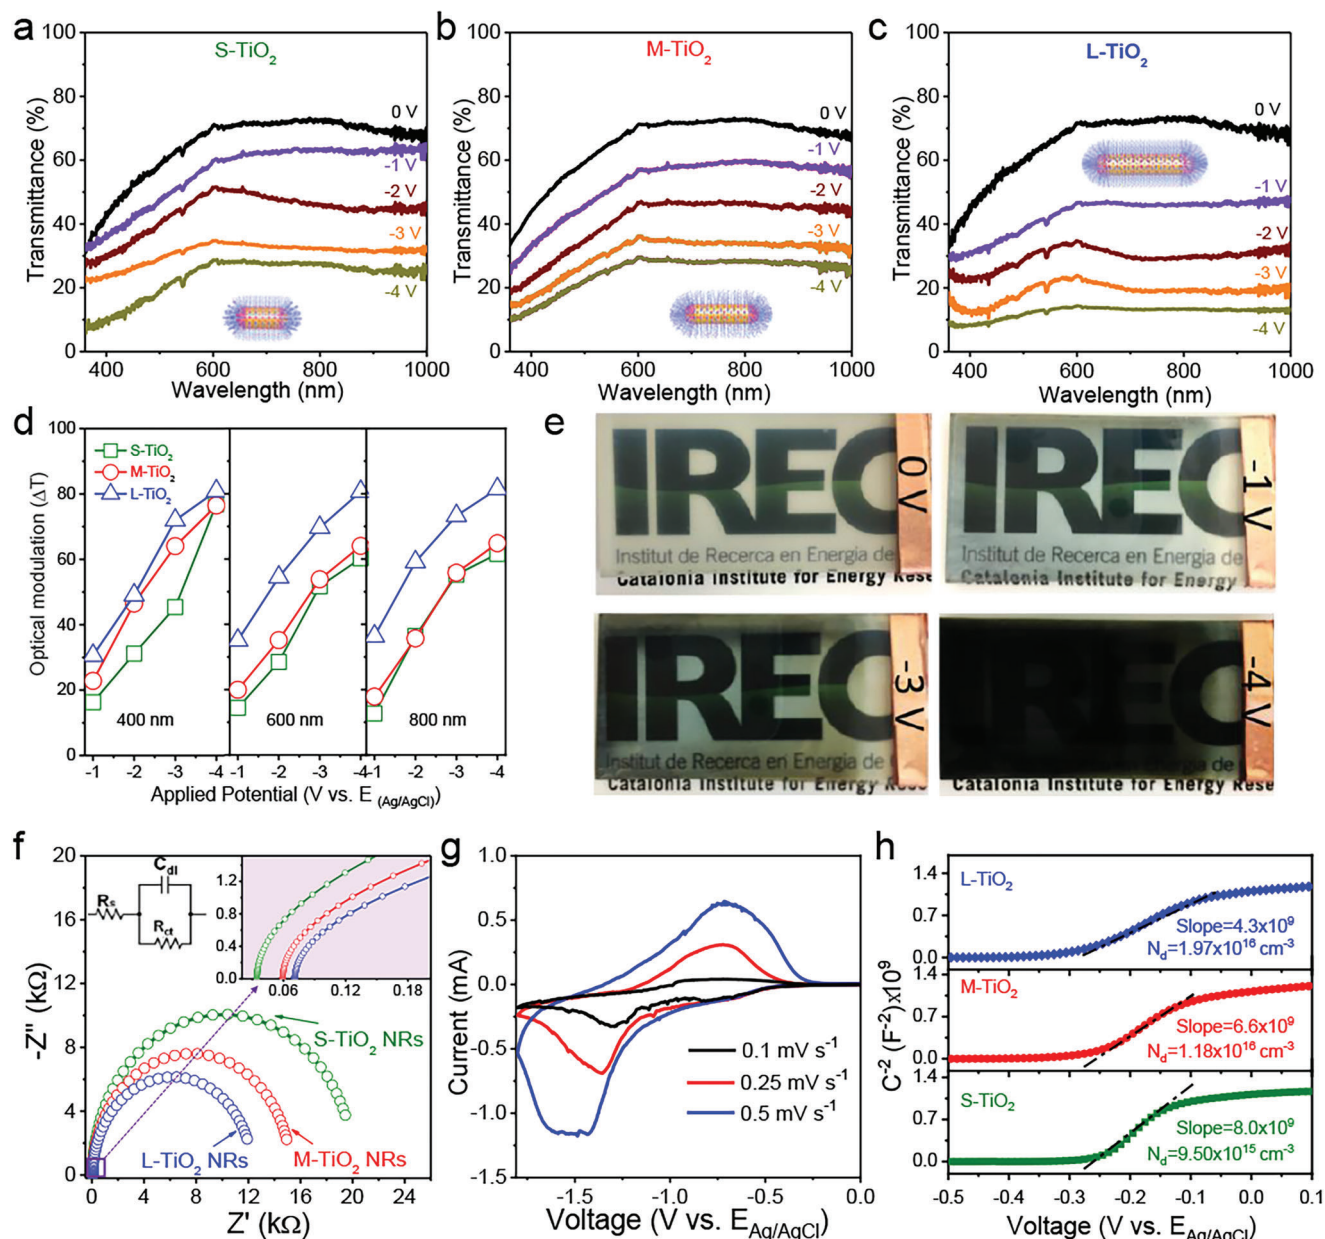 a
S-TiO2
100
80
60
40
20
0
Transmittance (%)
0 V
-1 V
-2 V
-3 V
-4 V
400 600 800 1000
Wavelength (nm)
b
M-TiO2
100
80
60
40
20
0
Transmittance (%)
0 V
-1 V
-2 V
-3 V
-4 V
400 600 800 1000
Wavelength (nm)
c
L-TiO2
100
80
60
40
20
0
Transmittance (%)
0 V
-1 V
-2 V
-3 V
-4 V
400 600 800 1000
Wavelength (nm)
d
100
80
60
40
20
0
Optical modulation (ΔT)
S-TiO2
M-TiO2
L-TiO2
400 nm
600 nm
800 nm
-1 -2 -3 -4 -1 -2 -3 -4 -1 -2 -3 -4
Applied Potential (V vs. E (Ag/AgCl))
e
IREC
0 V
Institut de Recerca en Energia de
Catalonia Institute for Energy Rese
IREC
-1 V
Institut de Recerca en Energia de
Catalonia Institute for Energy
IREC
-3 V
Institut de Recerca en Energia de
Catalonia Institute for Energy Rese
IREC
-4 V
Catalonia Institute for Energy Rese
f
20
16
12
8
4
0
-Z'' (kΩ)
Cdl
Rs
Rct
1.2
0.8
0.4
0.0
0.06 0.12 0.18
S-TiO2 NRs
L-TiO2 NRs
M-TiO2 NRs
0 4 8 12 16 20 24
Z' (kΩ)
g
1.0
0.5
0.0
-0.5
-1.0
-1.5
Current (mA)
0.1 mV s-1
0.25 mV s-1
0.5 mV s-1
-1.5 -1.0 -0.5 0.0
Voltage (V vs. EAg/AgCl)
h
C-2 (F-2)x109
1.4
0.7
0.0
L-TiO2
Slope=4.3x109
Nd=1.97x1016 cm-3
1.4
0.7
0.0
M-TiO2
Slope=6.6x109
Nd=1.18x1016 cm-3
1.4
0.7
0.0
S-TiO2
Slope=8.0x109
Nd=9.50x1015 cm-3
-0.5 -0.4 -0.3 -0.2 -0.1 0.0 0.1
Voltage (V vs. EAg/AgCl)